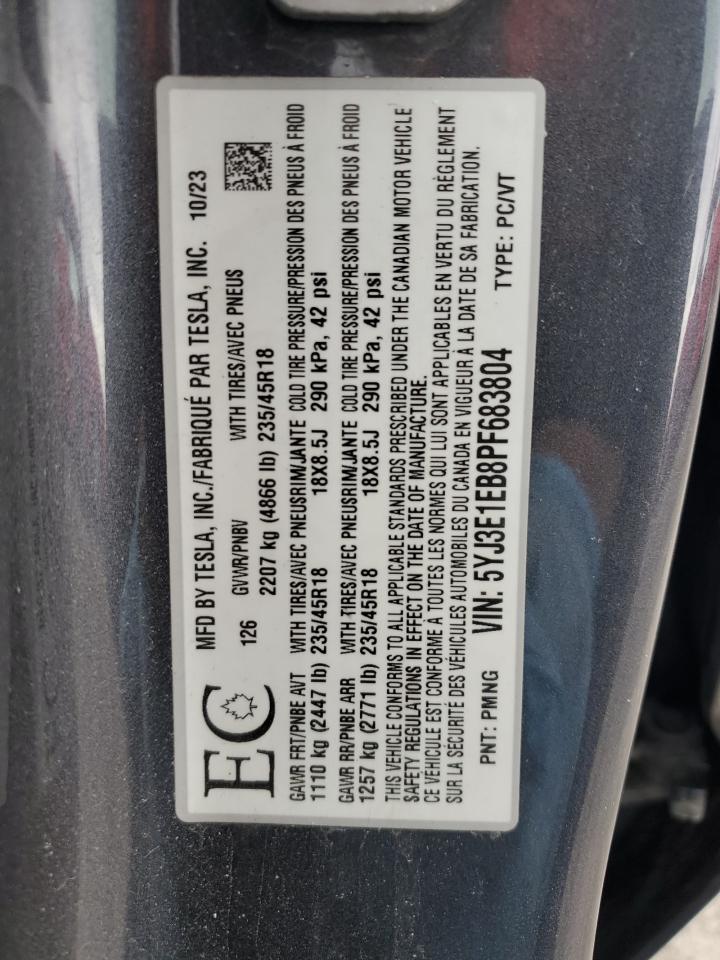 EC
MFD BY TESLA, INC./FABRIQUÉ PAR TESLA, INC. 10/23
126 GVWR/PNBV WITH TIRES/AVEC PNEUS
2207 kg (4866 lb) 235/45R18
GAWR FRT/PNBE AVT WITH TIRES/AVEC PNEUSRIM/JANTE COLD TIRE PRESSURE/PRESSION DES PNEUS À FROID
1110 kg (2447 lb) 235/45R18 18X8.5J 290 kPa, 42 psi
GAWR RR/PNBE ARR WITH TIRES/AVEC PNEUSRIM/JANTE COLD TIRE PRESSURE/PRESSION DES PNEUS À FROID
1257 kg (2771 lb) 235/45R18 18X8.5J 290 kPa, 42 psi
THIS VEHICLE CONFORMS TO ALL APPLICABLE STANDARDS PRESCRIBED UNDER THE CANADIAN MOTOR VEHICLE
SAFETY REGULATIONS IN EFFECT ON THE DATE OF MANUFACTURE.
CE VÉHICULE EST CONFORME À TOUTES LES NORMES QUI LUI SONT APPLICABLES EN VERTU DU RÈGLEMENT
SUR LA SÉCURITÉ DES VÉHICULES AUTOMOBILES DU CANADA EN VIGUEUR À LA DATE DE SA FABRICATION.
PNT: PMNG VIN: 5YJ3E1EB8PF683804 TYPE: PC/VT